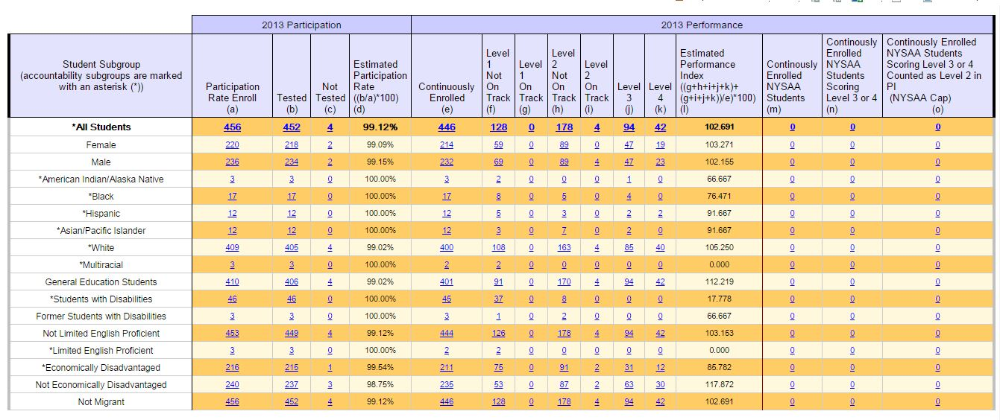 2013 Participation 2013 Performance
Student Subgroup
(accountability subgroups are marked
with an asterisk (*))
Participation
Rate Enroll
(a)
Tested
(b)
Not
Tested
(c)
Estimated
Participation
Rate
((b/a)*100)
(d)
Continuously
Enrolled
(e)
Level
1
Not
On
Track
(f)
Level
1
On
Track
(g)
Level
2
Not
On
Track
(h)
Level
2
On
Track
(i)
Level
3
(j)
Level
4
(k)
Estimated
Performance
Index
((g+h+i+j+k)+
(g+i+j+k))/e)*100)
(l)
Continously
Enrolled
NYSAA
Students
(m)
Continously
Enrolled
NYSAA
Students
Scoring
Level 3 or 4
(n)
Continously Enrolled
NYSAA Students
Scoring Level 3 or 4
Counted as Level 2 in
PI
(NYSAA Cap)
(o)
*All Students 456 452 4 99.12% 446 128 0 178 4 94 42 102.691 0 0 0
Female 220 218 2 99.09% 214 59 0 89 0 47 19 103.271 0 0 0
Male 236 234 2 99.15% 232 69 0 89 4 47 23 102.155 0 0 0
*American Indian/Alaska Native 3 3 0 100.00% 3 2 0 0 0 1 0 66.667 0 0 0
*Black 17 17 0 100.00% 17 8 0 5 0 4 0 76.471 0 0 0
*Hispanic 12 12 0 100.00% 12 5 0 3 0 2 2 91.667 0 0 0
*Asian/Pacific Islander 12 12 0 100.00% 12 3 0 7 0 2 0 91.667 0 0 0
*White 409 405 4 99.02% 400 108 0 163 4 85 40 105.250 0 0 0
*Multiracial 3 3 0 100.00% 2 2 0 0 0 0 0 0.000 0 0 0
General Education Students 410 406 4 99.02% 401 91 0 170 4 94 42 112.219 0 0 0
*Students with Disabilities 46 46 0 100.00% 45 37 0 8 0 0 0 17.778 0 0 0
Former Students with Disabilities 3 3 0 100.00% 3 1 0 2 0 0 0 66.667 0 0 0
Not Limited English Proficient 453 449 4 99.12% 444 126 0 178 4 94 42 103.153 0 0 0
*Limited English Proficient 3 3 0 100.00% 2 2 0 0 0 0 0 0.000 0 0 0
*Economically Disadvantaged 216 215 1 99.54% 211 75 0 91 2 31 12 85.782 0 0 0
Not Economically Disadvantaged 240 237 3 98.75% 235 53 0 87 2 63 30 117.872 0 0 0
Not Migrant 456 452 4 99.12% 446 128 0 178 4 94 42 102.691 0 0 0